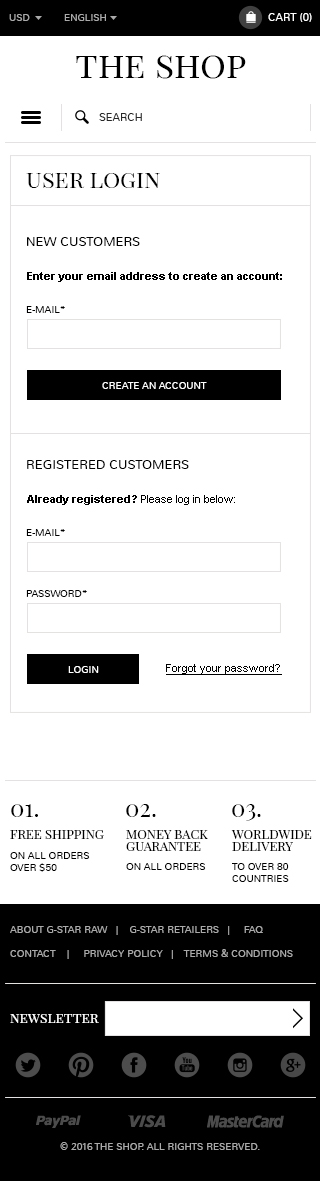 USD ENGLISH CART (0)
THE SHOP
SEARCH
USER LOGIN
NEW CUSTOMERS
Enter your email address to create an account:
E-MAIL*
CREATE AN ACCOUNT
REGISTERED CUSTOMERS
Already registered? Please log in below:
E-MAIL*
PASSWORD*
LOGIN Forgot your password?
01.
FREE SHIPPING
ON ALL ORDERS
OVER $50
02.
MONEY BACK
GUARANTEE
ON ALL ORDERS
03.
WORLDWIDE
DELIVERY
TO OVER 80
COUNTRIES
ABOUT G-STAR RAW | G-STAR RETAILERS | FAQ
CONTACT | PRIVACY POLICY | TERMS & CONDITIONS
NEWSLETTER
You Tube g+
PayPal VISA MasterCard
© 2016 THE SHOP. ALL RIGHTS RESERVED.